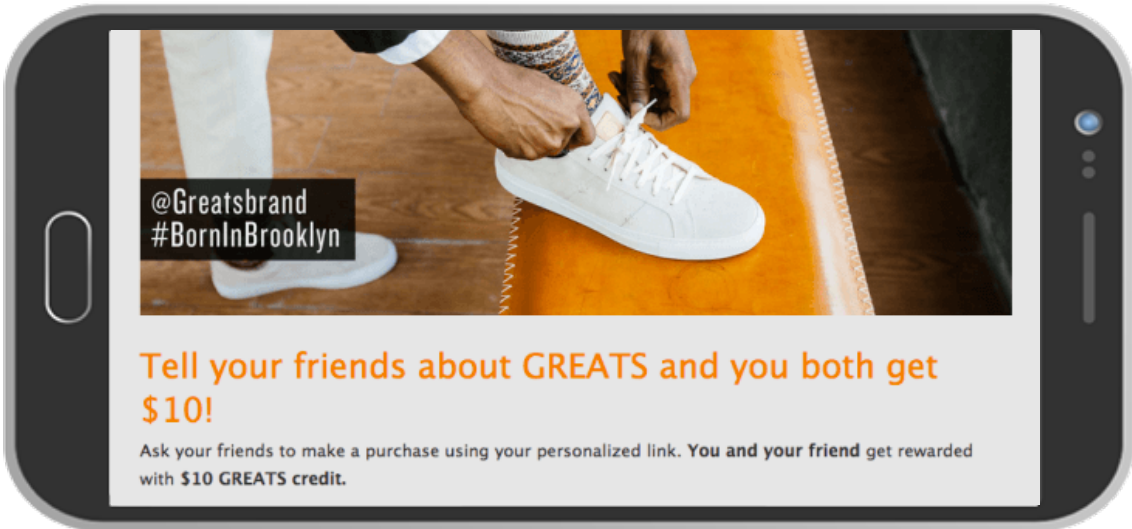 @Greatsbrand
#BornInBrooklyn
Tell your friends about GREATS and you both get
$10!
Ask your friends to make a purchase using your personalized link. You and your friend get rewarded
with $10 GREATS credit.